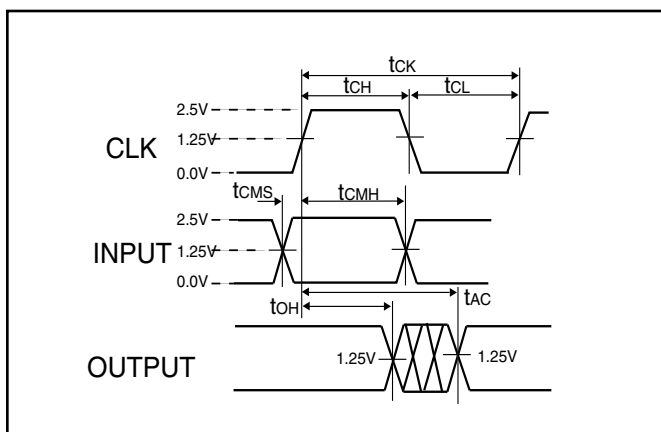 tCK
tCH tCL
2.5V
CLK 1.25V
0.0V
tCMS tCMH
2.5V
INPUT 1.25V
0.0V
tOH tAC
OUTPUT 1.25V 1.25V